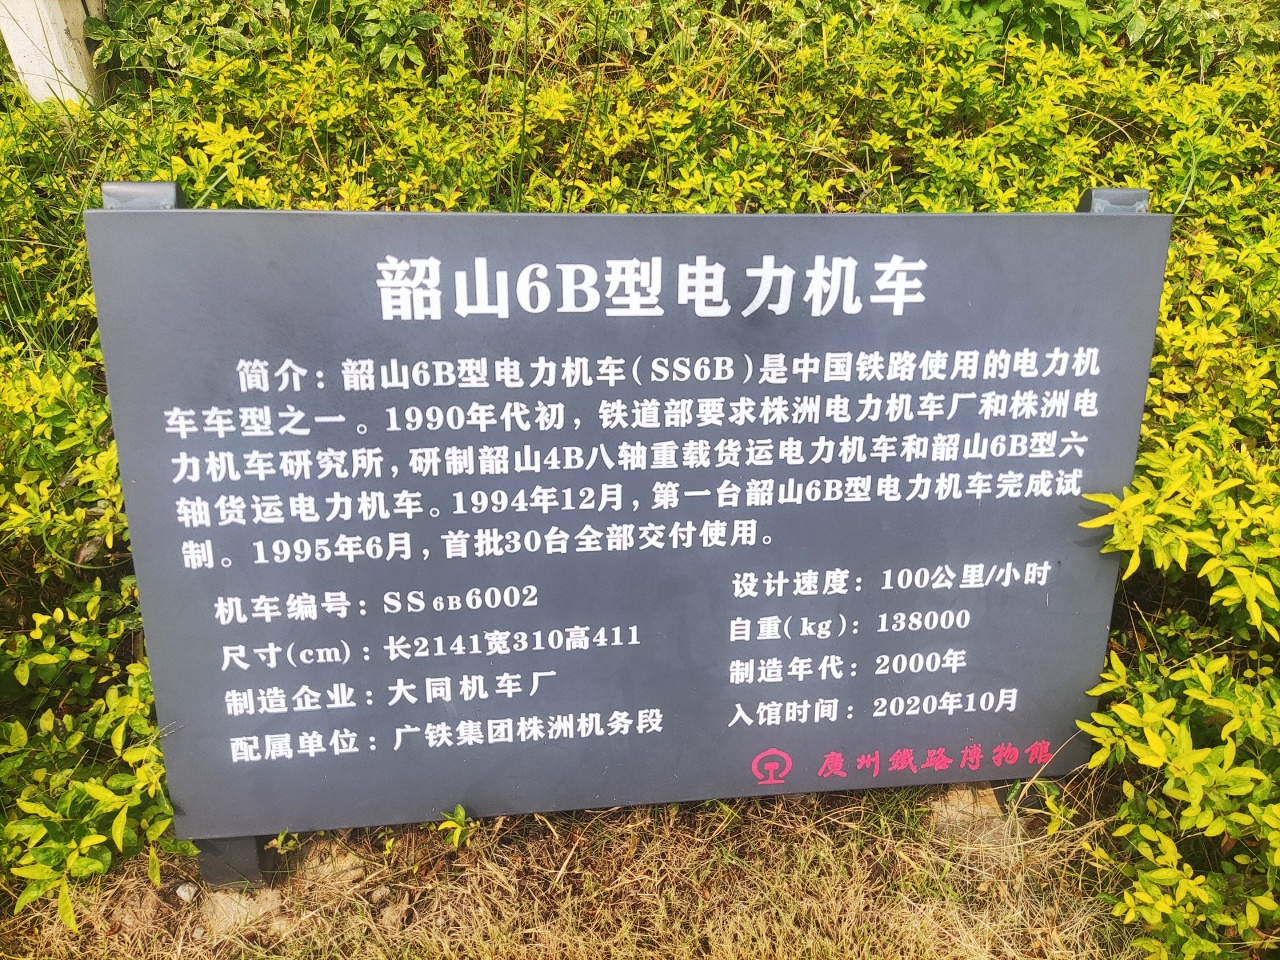 韶山6B型电力机车
简介：韶山6B型电力机车（SS6B）是中国铁路使用的电力机
车车型之一。1990年代初，铁道部要求株洲电力机车厂和株洲电
力机车研究所，研制韶山4B八轴重载货运电力机车和韶山6B型六
轴货运电力机车。1994年12月，第一台韶山6B型电力机车完成试
制。1995年6月，首批30台全部交付使用。
机车编号：SS6B6002
设计速度：100公里/小时
尺寸(cm)：长2141宽310高411
自重(kg)：138000
制造企业：大同机车厂
制造年代：2000年
配属单位：广铁集团株洲机务段
入馆时间：2020年10月
廣州鐵路博物館